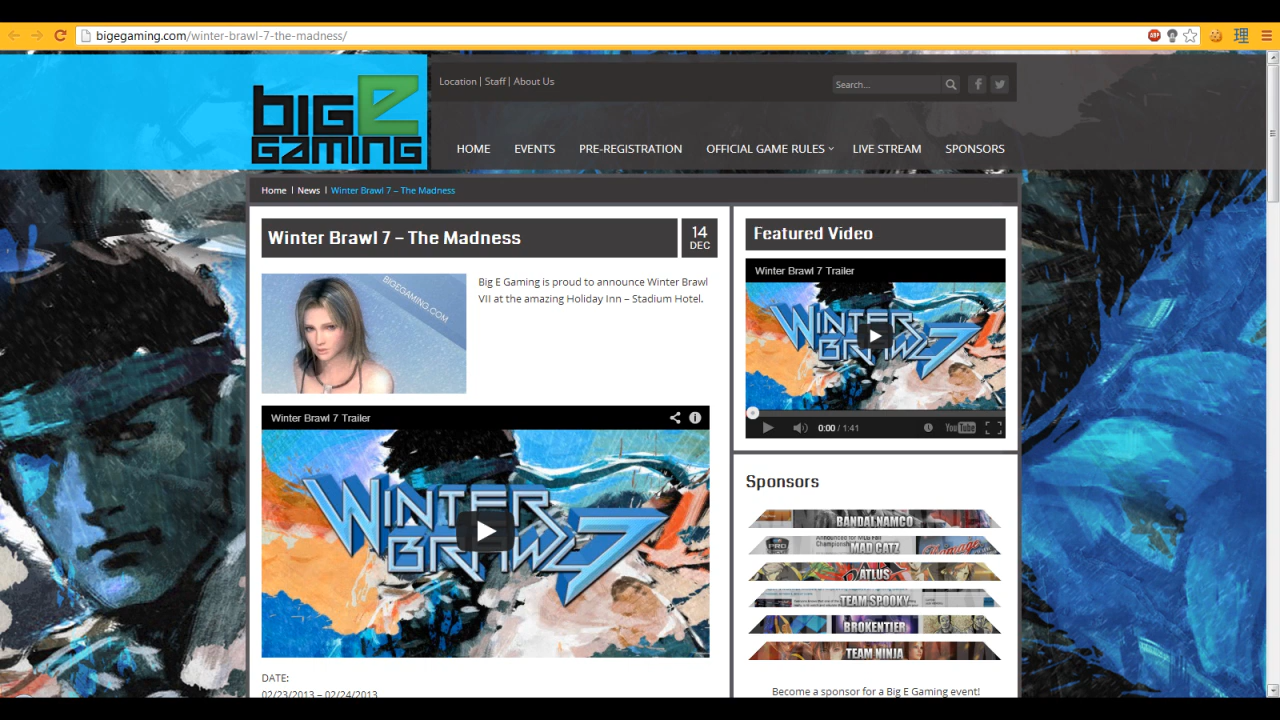 bigegaming.com/winter-brawl-7-the-madness/
ABP
理
Location | Staff | About Us
Search...
bigE
GAMING
HOME EVENTS PRE-REGISTRATION OFFICIAL GAME RULES LIVE STREAM SPONSORS
Home | News | Winter Brawl 7 – The Madness
Winter Brawl 7 – The Madness
14
DEC
BIGEGAMING.COM
Big E Gaming is proud to announce Winter Brawl
VII at the amazing Holiday Inn – Stadium Hotel.
Winter Brawl 7 Trailer
WINTER
BRAWL 7
DATE:
02/23/2013 – 02/24/2013
Featured Video
Winter Brawl 7 Trailer
WINTER
BRAWL 7
0:00 / 1:41
YouTube
Sponsors
BANDAI NAMCO
MAD CATZ
ATLUS
TEAM SPOOKY
BROKENTIER
TEAM NINJA
Become a sponsor for a Big E Gaming event!